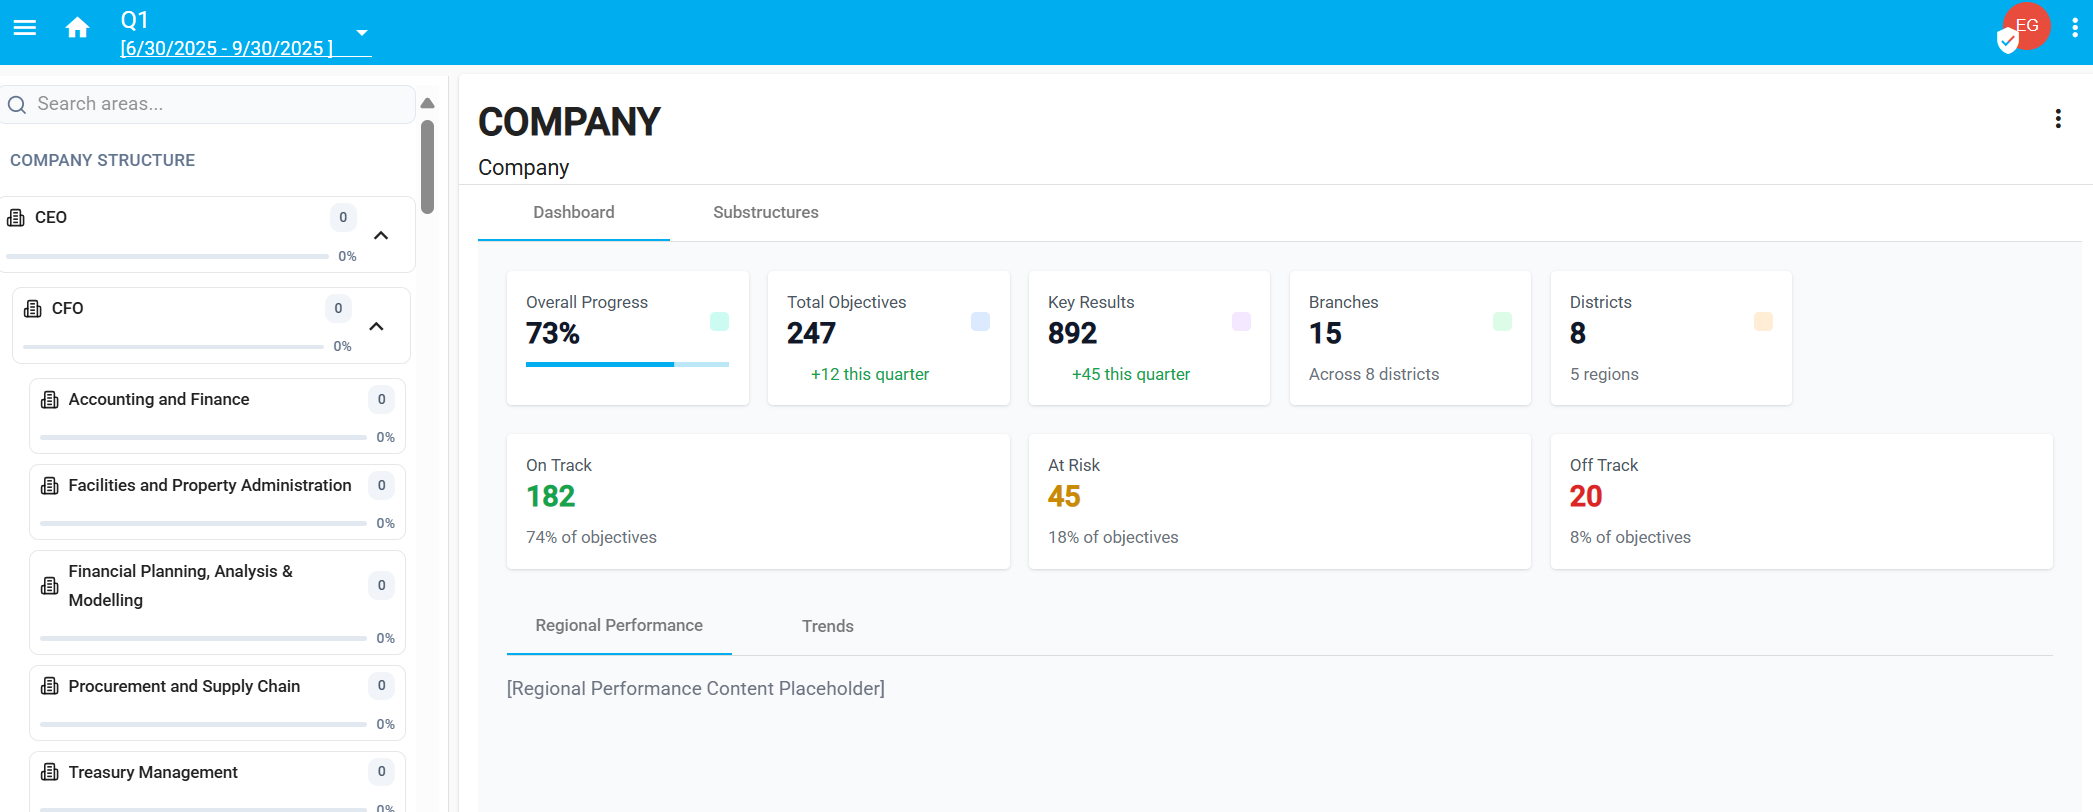 Q1
[6/30/2025 - 9/30/2025 ]
EG
Search areas...
COMPANY STRUCTURE
CEO
0
0%
CFO
0
0%
Accounting and Finance
0
0%
Facilities and Property Administration
0
0%
Financial Planning, Analysis &
Modelling
0
0%
Procurement and Supply Chain
0
0%
Treasury Management
0
0%
COMPANY
Company
Dashboard
Substructures
Overall Progress
73%
Total Objectives
247
+12 this quarter
Key Results
892
+45 this quarter
Branches
15
Across 8 districts
Districts
8
5 regions
On Track
182
74% of objectives
At Risk
45
18% of objectives
Off Track
20
8% of objectives
Regional Performance
Trends
[Regional Performance Content Placeholder]